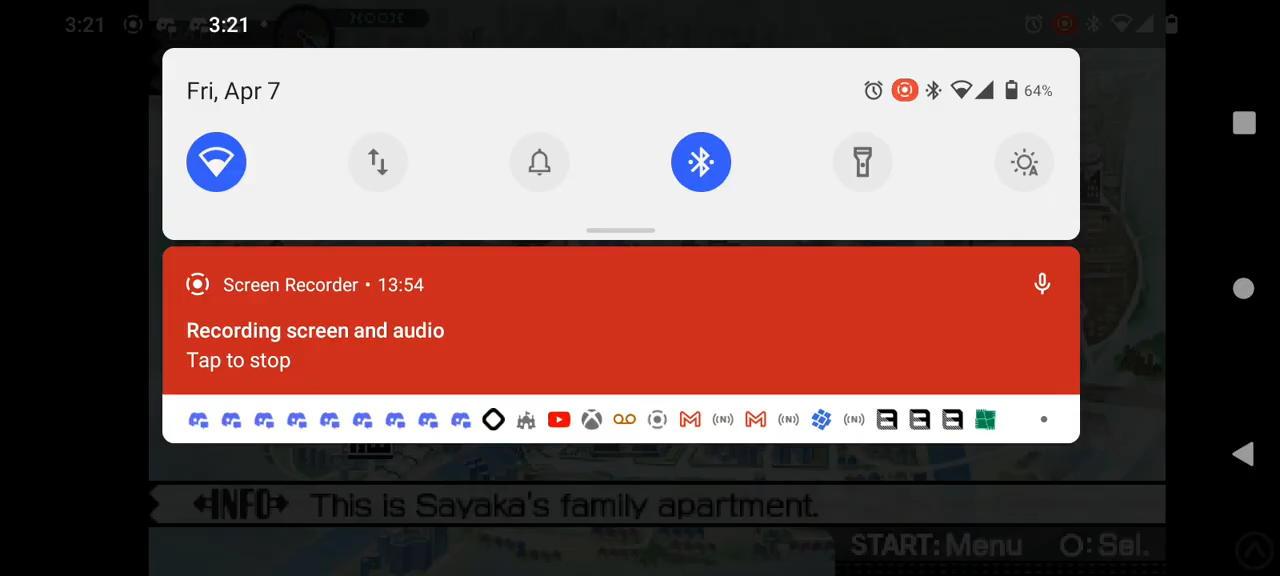 3:21
3:21
NOON
Fri, Apr 7
64%
Screen Recorder • 13:54
Recording screen and audio
Tap to stop
INFO This is Sayaka's family apartment.
START:Menu O:Sel.